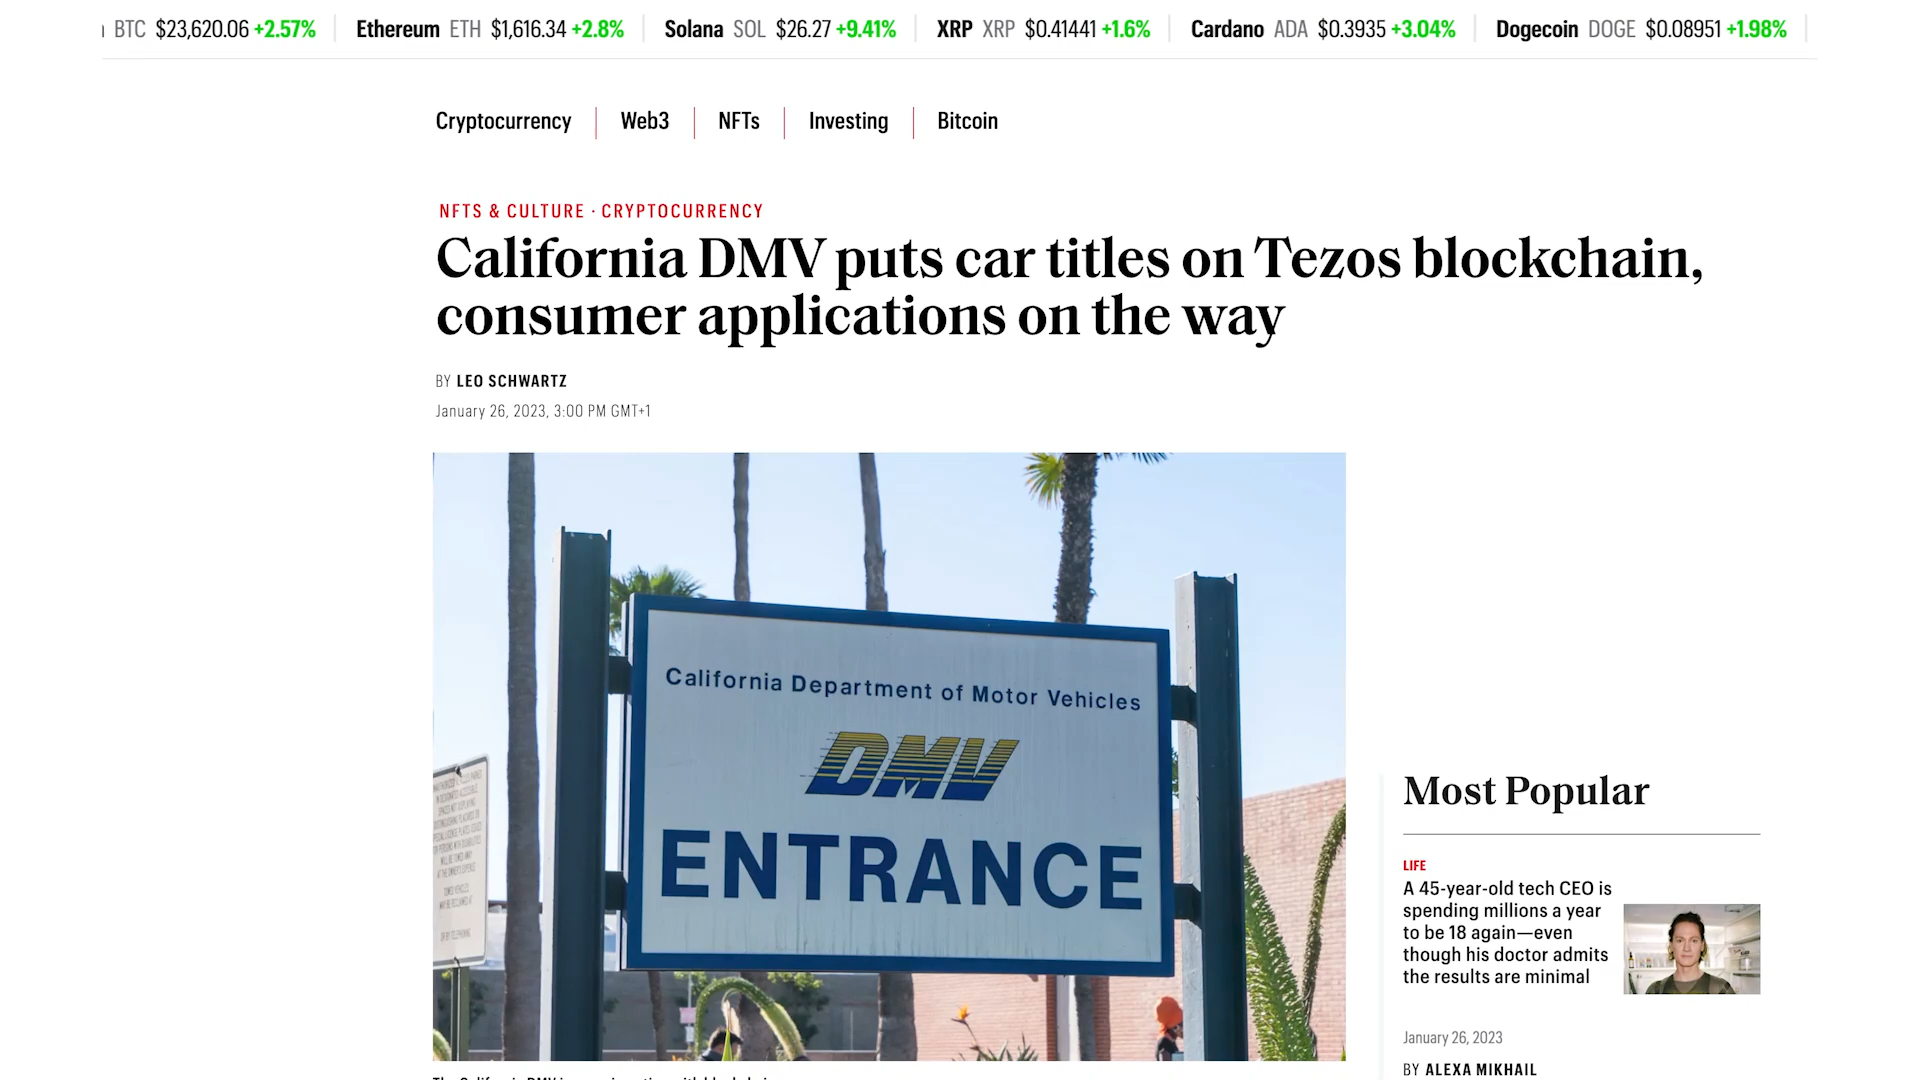 BTC $23,620.06 +2.57% Ethereum ETH $1,616.34 +2.8% Solana SOL $26.27 +9.41% XRP XRP $0.41441 +1.6% Cardano ADA $0.3935 +3.04% Dogecoin DOGE $0.08951 +1.98%
Cryptocurrency Web3 NFTs Investing Bitcoin
NFTS & CULTURE · CRYPTOCURRENCY
California DMV puts car titles on Tezos blockchain,
consumer applications on the way
BY LEO SCHWARTZ
January 26, 2023, 3:00 PM GMT+1
California Department of Motor Vehicles
DMV
ENTRANCE
Most Popular
LIFE
A 45-year-old tech CEO is
spending millions a year
to be 18 again—even
though his doctor admits
the results are minimal
January 26, 2023
BY ALEXA MIKHAIL